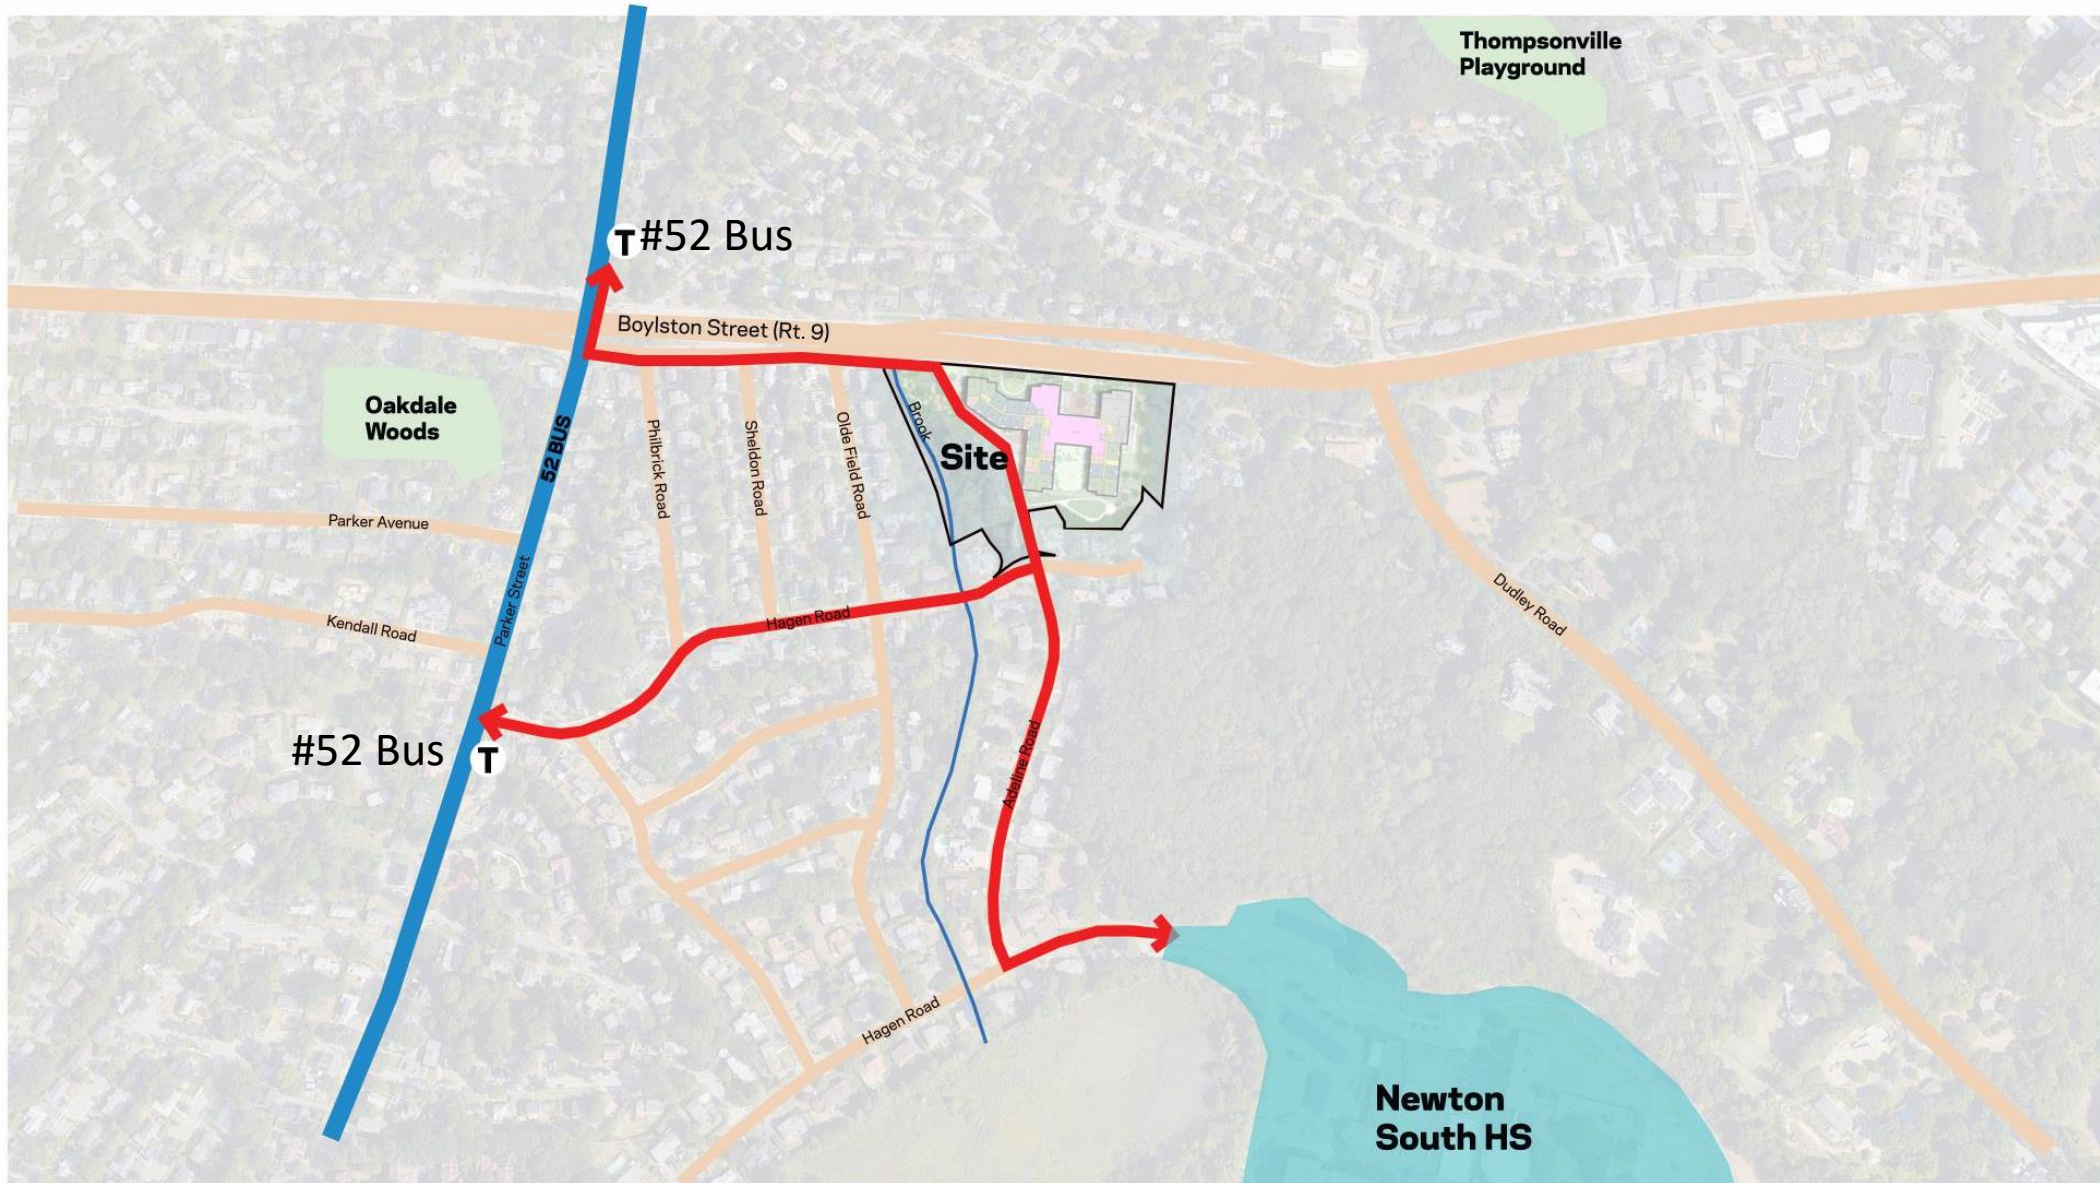 Thompsonville
Playground
T #52 Bus
Boylston Street (Rt. 9)
Oakdale
Woods
52 BUS
Philbrick Road
Sheldon Road
Olde Field Road
Brook
Site
Parker Avenue
Parker Street
Kendall Road
Hagen Road
Dudley Road
#52 Bus T
Adeline Road
Hagen Road
Newton
South HS